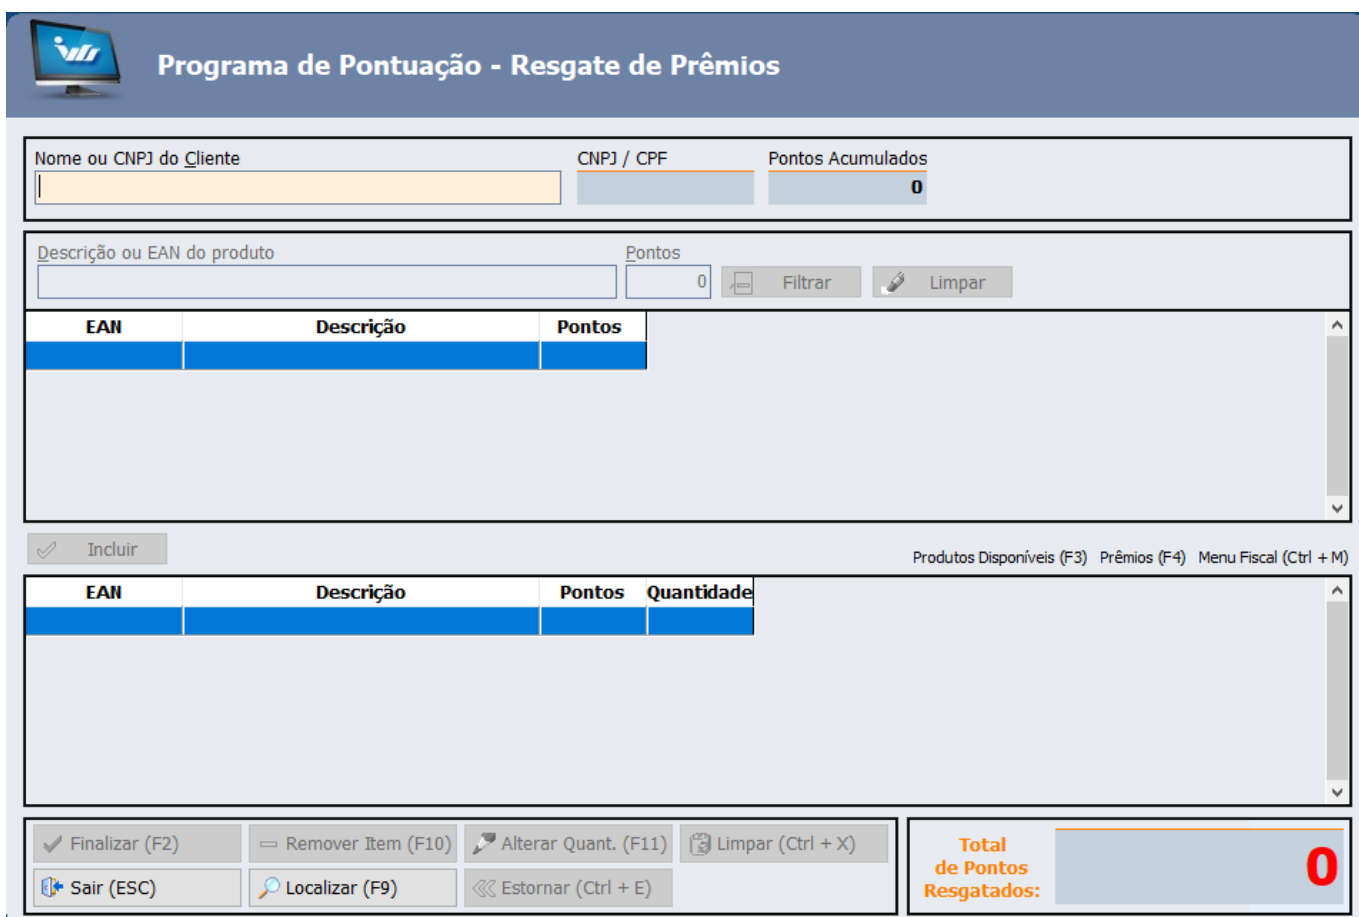 Programa de Pontuação - Resgate de Prêmios
Nome ou CNPJ do Cliente CNPJ / CPF Pontos Acumulados
0
Descrição ou EAN do produto Pontos
0 Filtrar Limpar
EAN Descrição Pontos
Incluir
Produtos Disponíveis (F3) Prêmios (F4) Menu Fiscal (Ctrl + M)
EAN Descrição Pontos Quantidade
Finalizar (F2) Remover Item (F10) Alterar Quant. (F11) Limpar (Ctrl + X)
Sair (ESC) Localizar (F9) Estornar (Ctrl + E)
Total
de Pontos
Resgatados:
0